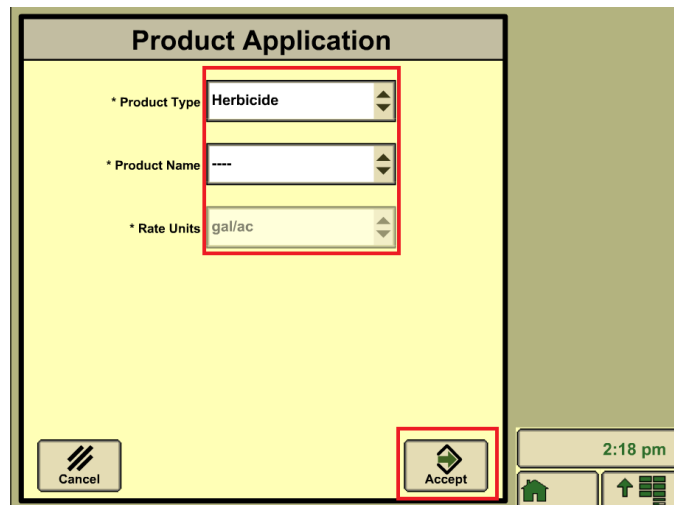 Product Application
* Product Type Herbicide
* Product Name ----
* Rate Units gal/ac
Cancel
Accept
2:18 pm